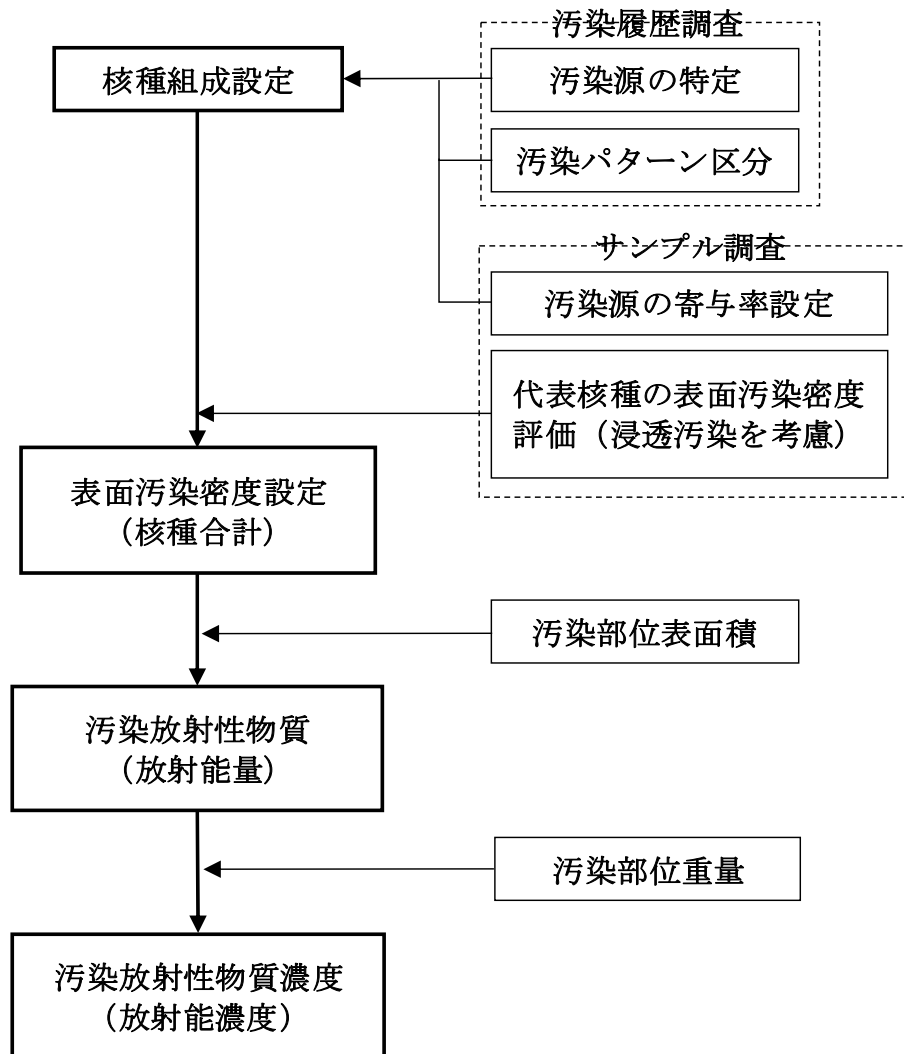 汚染履歴調査
核種組成設定
汚染源の特定
汚染パターン区分
サンプル調査
汚染源の寄与率設定
代表核種の表面汚染密度
評価（浸透汚染を考慮）
表面汚染密度設定
（核種合計）
汚染部位表面積
汚染放射性物質
（放射能量）
汚染部位重量
汚染放射性物質濃度
（放射能濃度）